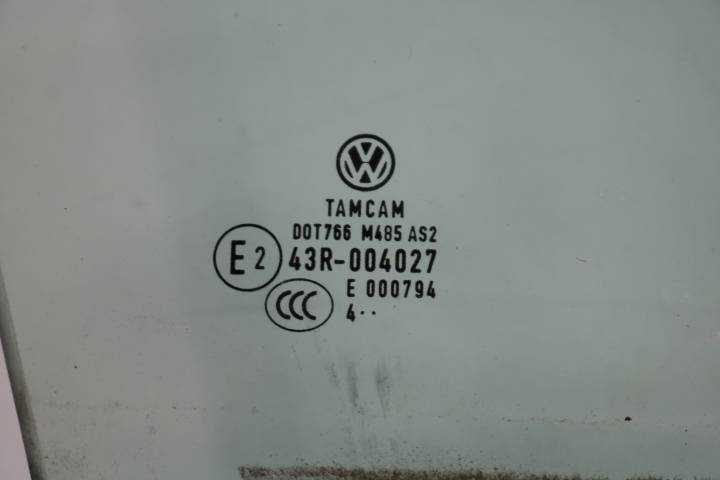 TAMCAM
DOT766 M485 AS2
E2 43R-004027
CCC E 000794
4··